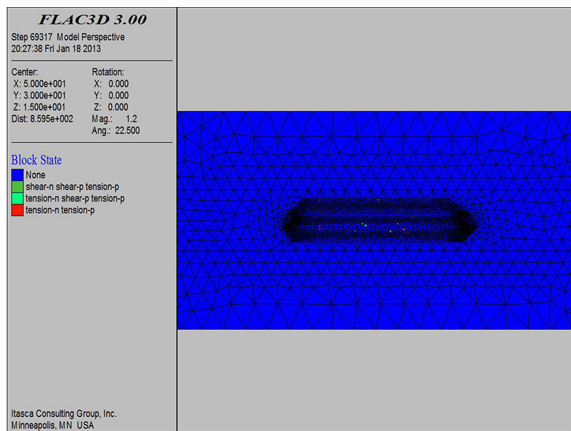 FLAC3D 3.00
Step 69317 Model Perspective
20:27:38 Fri Jan 18 2013
Center: Rotation:
X: 5.000e+001 X: 0.000
Y: 3.000e+001 Y: 0.000
Z: 1.500e+001 Z: 0.000
Dist: 8.595e+002 Mag.: 1.2
Ang.: 22.500
Block State
None
shear-n shear-p tension-p
tension-n shear-p tension-p
tension-n tension-p
Itasca Consulting Group, Inc.
Minneapolis, MN USA